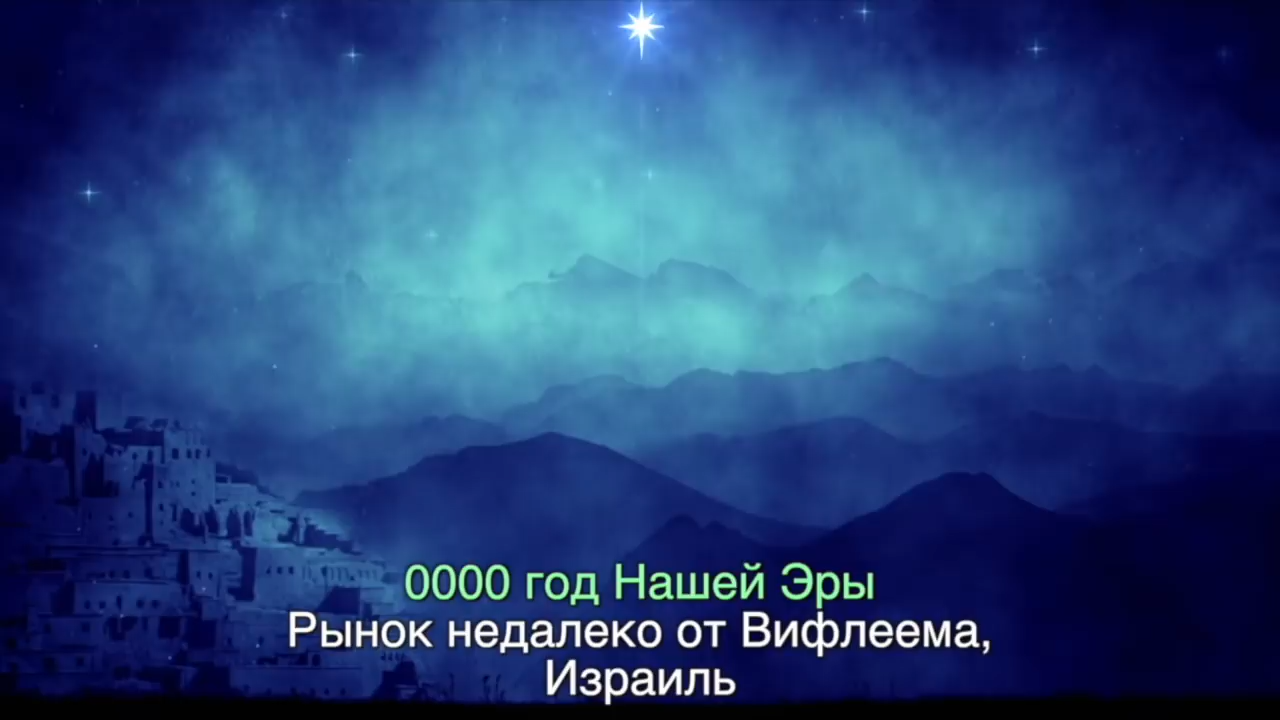 0000 год Нашей Эры
Рынок недалеко от Вифлеема,
Израиль